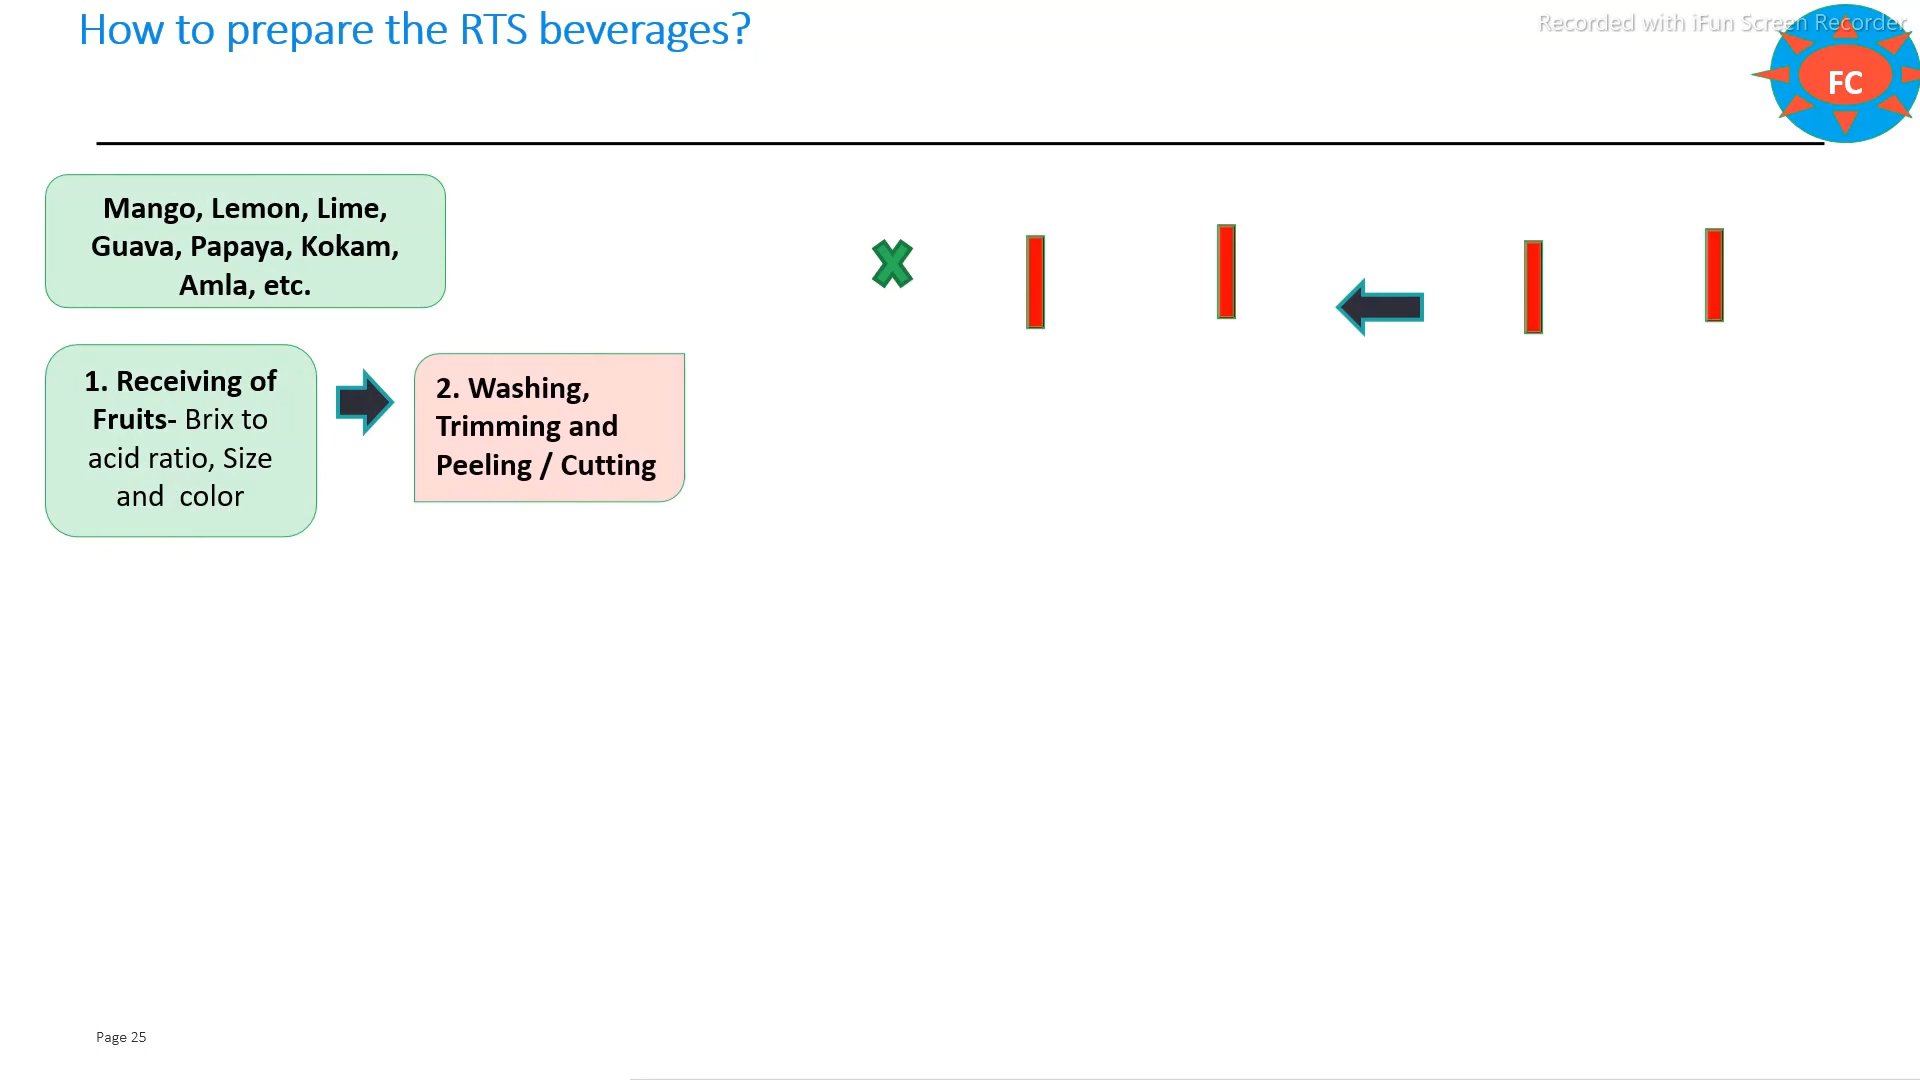 How to prepare the RTS beverages?
Recorded with iFun Screen Recorder
FC
Mango, Lemon, Lime,
Guava, Papaya, Kokam,
Amla, etc.
1. Receiving of
Fruits- Brix to
acid ratio, Size
and  color
2. Washing,
Trimming and
Peeling / Cutting
Page 25